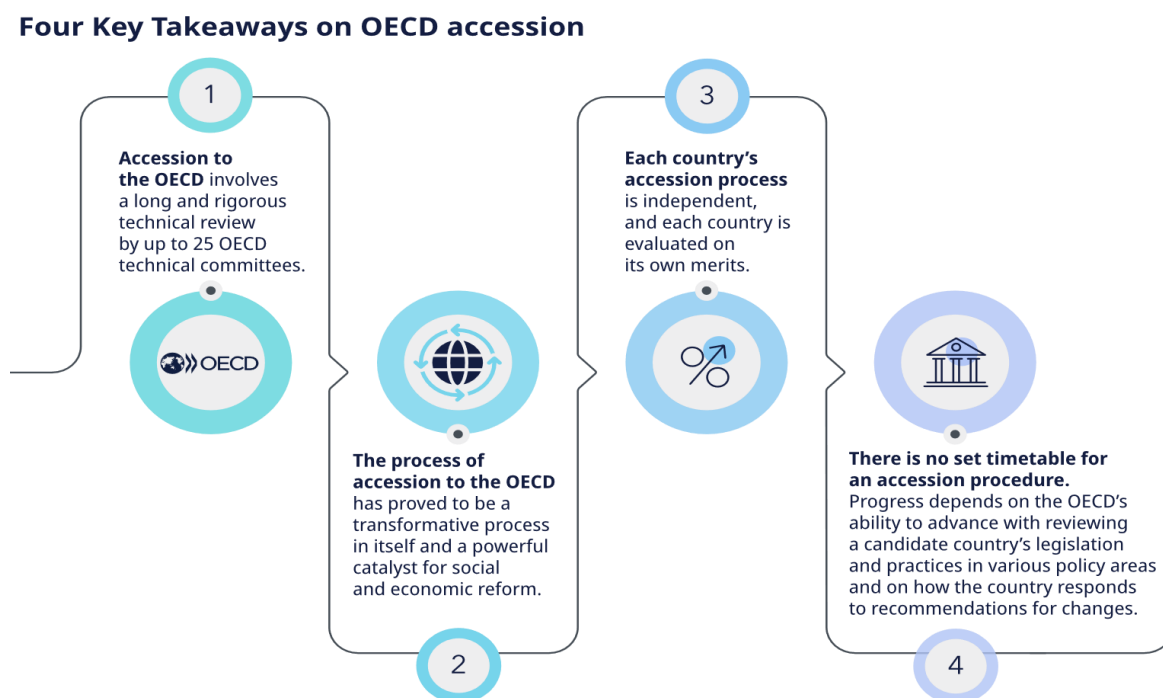 Four Key Takeaways on OECD accession
1
Accession to
the OECD involves
a long and rigorous
technical review
by up to 25 OECD
technical committees.
OECD
The process of
accession to the OECD
has proved to be a
transformative process
in itself and a powerful
catalyst for social
and economic reform.
2
3
Each country’s
accession process
is independent,
and each country is
evaluated on
its own merits.
There is no set timetable for
an accession procedure.
Progress depends on the OECD’s
ability to advance with reviewing
a candidate country’s legislation
and practices in various policy areas
and on how the country responds
to recommendations for changes.
4